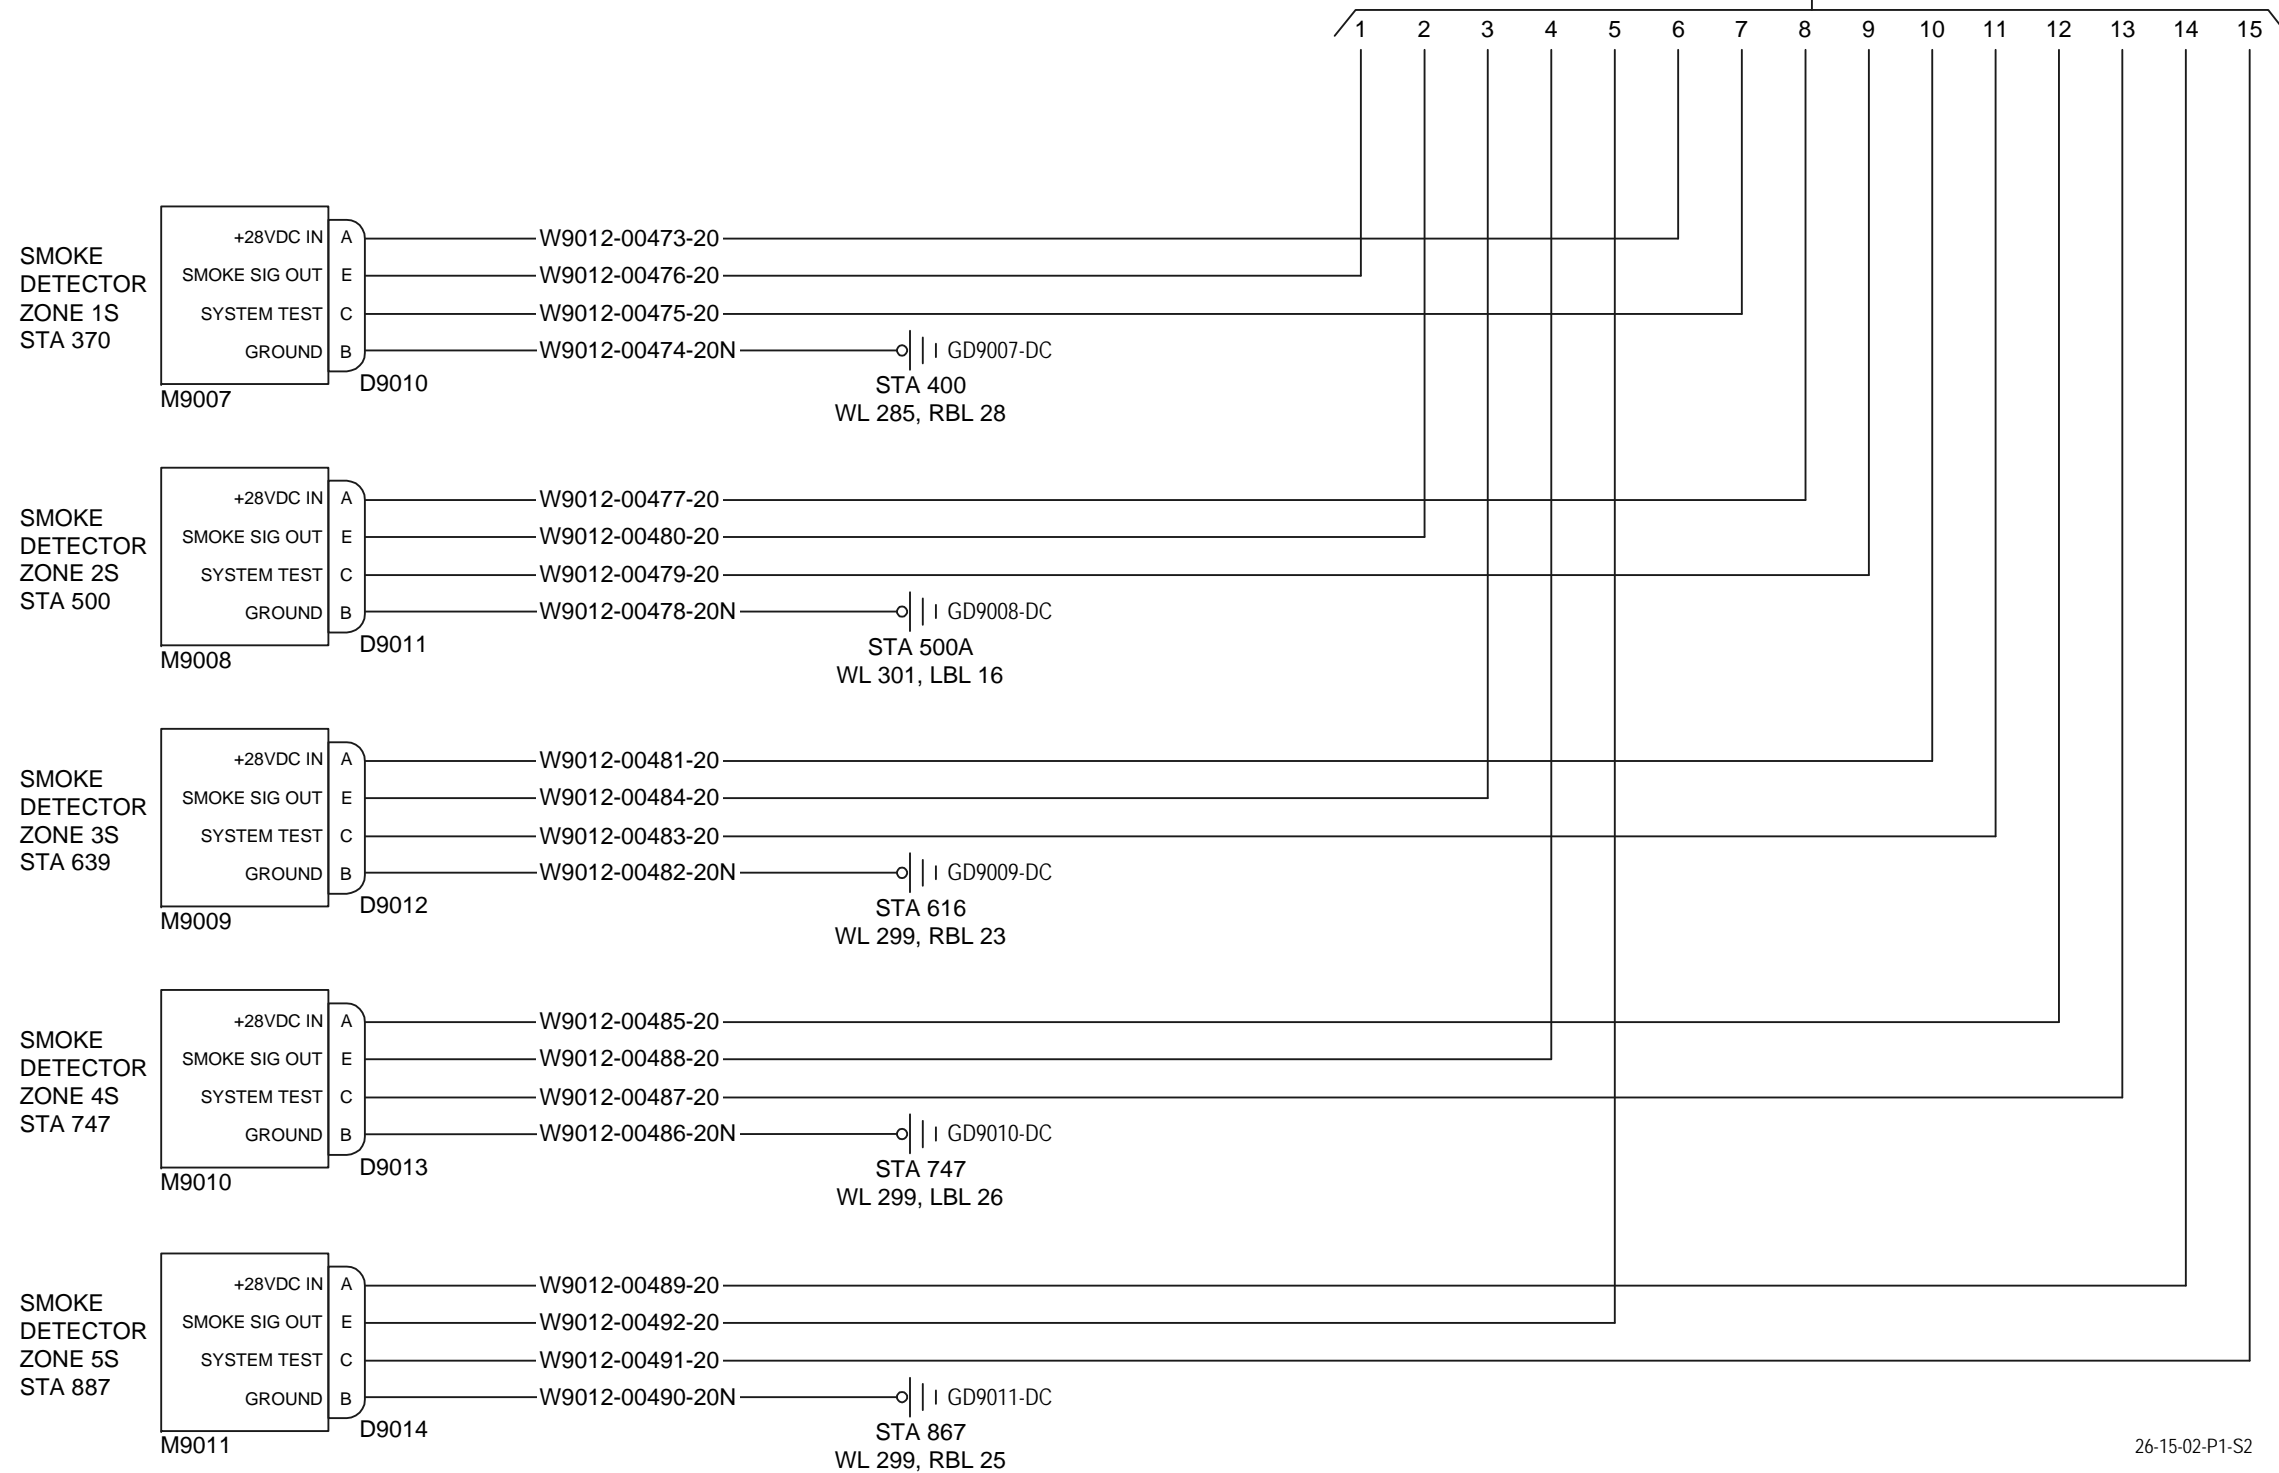 1 2 3 4 5 6 7 8 9 10 11 12 13 14 15
SMOKE
DETECTOR
ZONE 1S
STA 370
+28VDC IN A W9012-00473-20
SMOKE SIG OUT E W9012-00476-20
SYSTEM TEST C W9012-00475-20
GROUND B W9012-00474-20N GD9007-DC
M9007
D9010
STA 400
WL 285, RBL 28
SMOKE
DETECTOR
ZONE 2S
STA 500
+28VDC IN A W9012-00477-20
SMOKE SIG OUT E W9012-00480-20
SYSTEM TEST C W9012-00479-20
GROUND B W9012-00478-20N GD9008-DC
M9008
D9011
STA 500A
WL 301, LBL 16
SMOKE
DETECTOR
ZONE 3S
STA 639
+28VDC IN A W9012-00481-20
SMOKE SIG OUT E W9012-00484-20
SYSTEM TEST C W9012-00483-20
GROUND B W9012-00482-20N GD9009-DC
M9009
D9012
STA 616
WL 299, RBL 23
SMOKE
DETECTOR
ZONE 4S
STA 747
+28VDC IN A W9012-00485-20
SMOKE SIG OUT E W9012-00488-20
SYSTEM TEST C W9012-00487-20
GROUND B W9012-00486-20N GD9010-DC
M9010
D9013
STA 747
WL 299, LBL 26
SMOKE
DETECTOR
ZONE 5S
STA 887
+28VDC IN A W9012-00489-20
SMOKE SIG OUT E W9012-00492-20
SYSTEM TEST C W9012-00491-20
GROUND B W9012-00490-20N GD9011-DC
M9011
D9014
STA 867
WL 299, RBL 25
26-15-02-P1-S2